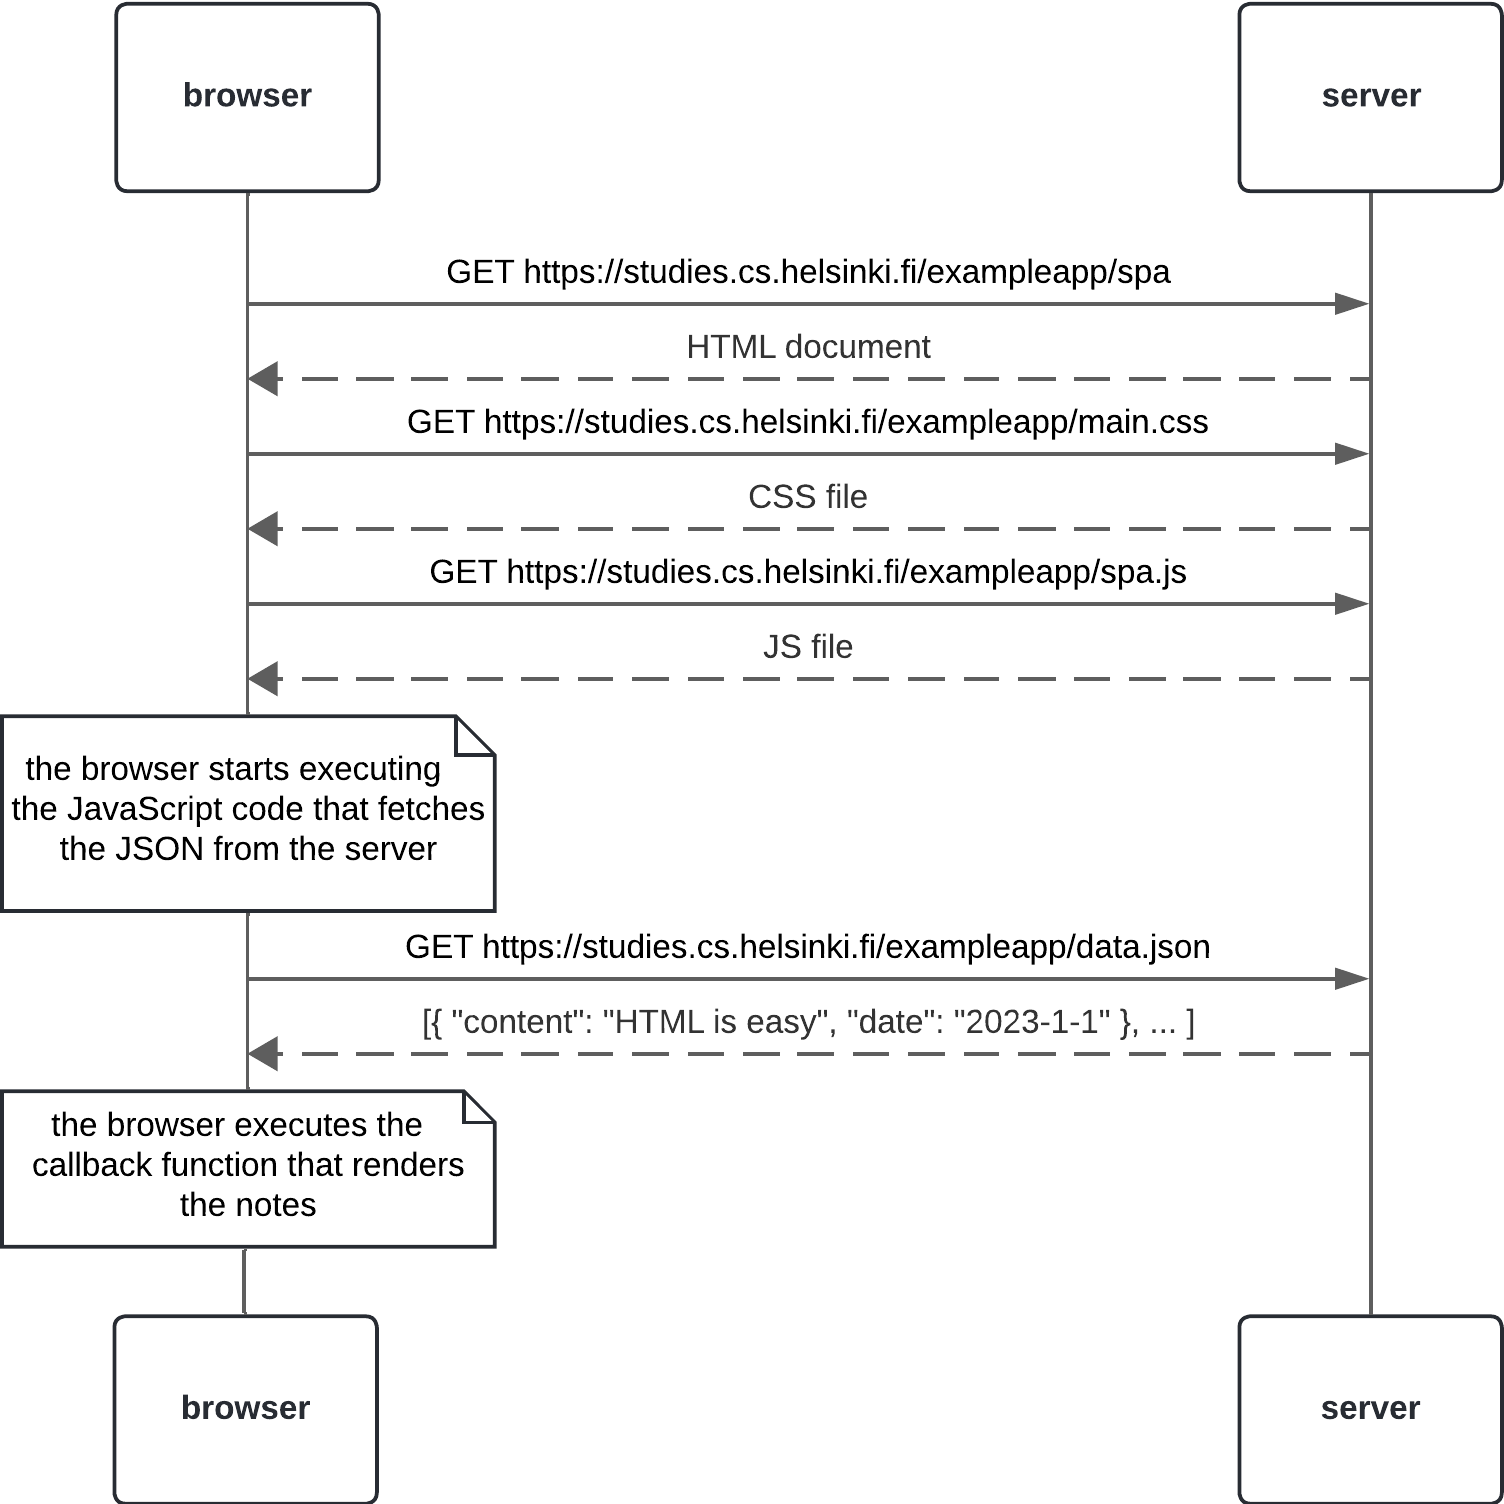 browser
server
GET https://studies.cs.helsinki.fi/exampleapp/spa
HTML document
GET https://studies.cs.helsinki.fi/exampleapp/main.css
CSS file
GET https://studies.cs.helsinki.fi/exampleapp/spa.js
JS file
the browser starts executing
the JavaScript code that fetches
the JSON from the server
GET https://studies.cs.helsinki.fi/exampleapp/data.json
[{ "content": "HTML is easy", "date": "2023-1-1" }, ... ]
the browser executes the
callback function that renders
the notes
browser
server